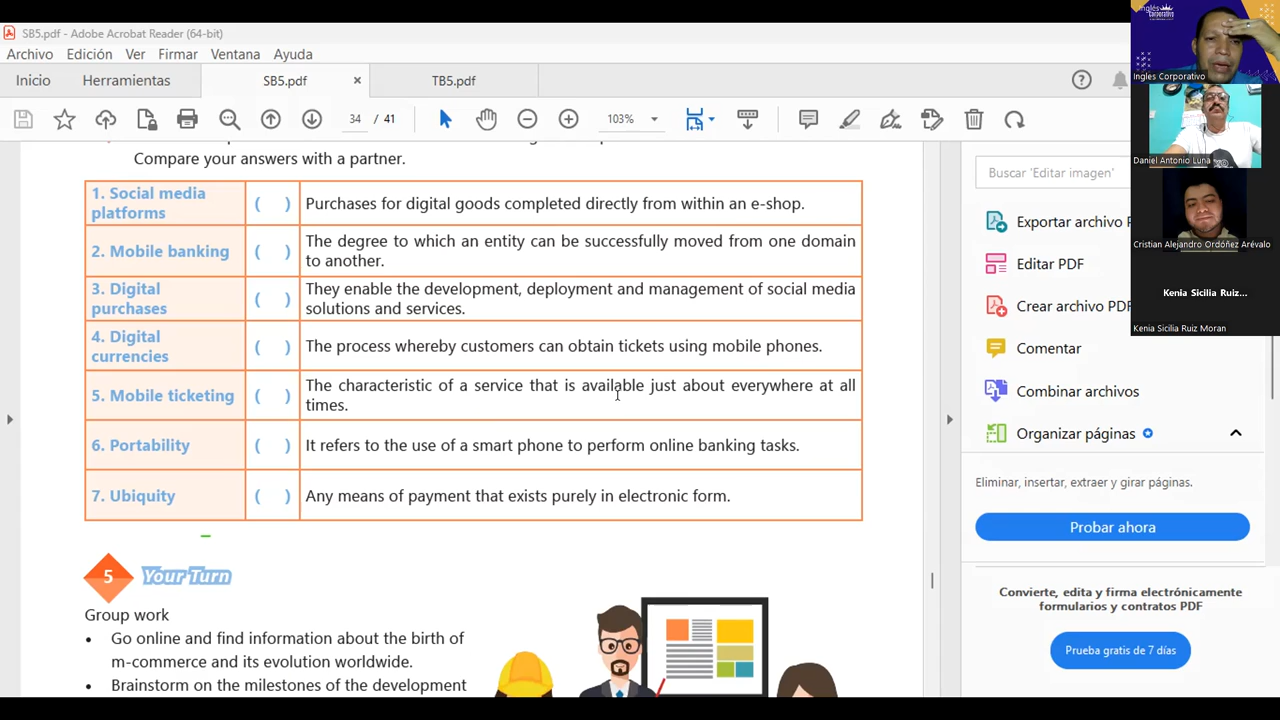 SB5.pdf - Adobe Acrobat Reader (64-bit)
Archivo Edición Ver Firmar Ventana Ayuda
Inicio Herramientas SB5.pdf × TB5.pdf
34 / 41 103%
Compare your answers with a partner.
1. Social media platforms ( ) Purchases for digital goods completed directly from within an e-shop.
2. Mobile banking ( ) The degree to which an entity can be successfully moved from one domain
to another.
3. Digital purchases ( ) They enable the development, deployment and management of social media
solutions and services.
4. Digital currencies ( ) The process whereby customers can obtain tickets using mobile phones.
5. Mobile ticketing ( ) The characteristic of a service that is available just about everywhere at all
times.
6. Portability ( ) It refers to the use of a smart phone to perform online banking tasks.
7. Ubiquity ( ) Any means of payment that exists purely in electronic form.
5 Your Turn
Group work
• Go online and find information about the birth of
m-commerce and its evolution worldwide.
• Brainstorm on the milestones of the development
Buscar 'Editar imagen'
Exportar archivo P
Editar PDF
Crear archivo PDF
Comentar
Combinar archivos
Organizar páginas
Eliminar, insertar, extraer y girar páginas.
Probar ahora
Convierte, edita y firma electrónicamente
formularios y contratos PDF
Prueba gratis de 7 días
Inglés
Corporativo
Ingles Corporativo
Daniel Antonio Luna
Cristian Alejandro Ordóñez Arévalo
Kenia Sicilia Ruiz...
Kenia Sicilia Ruiz Moran